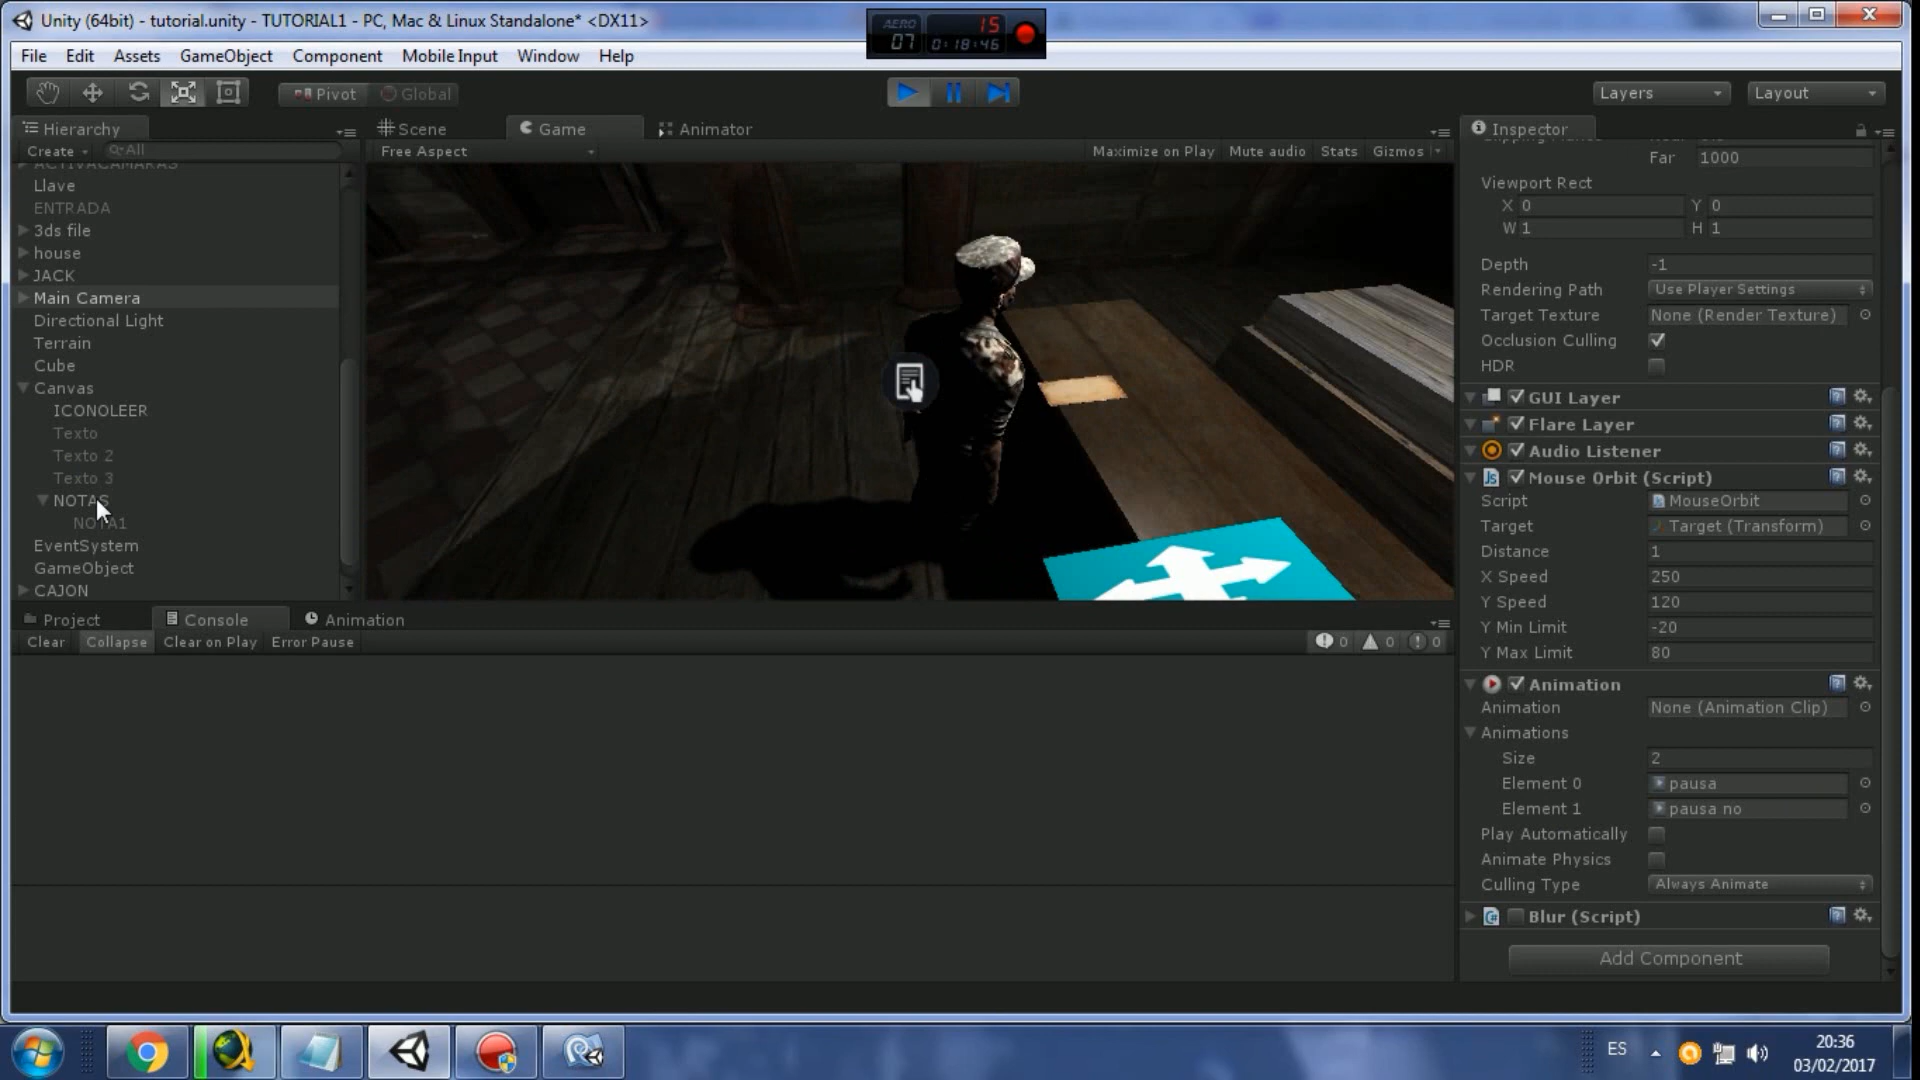 Unity (64bit) - tutorial.unity - TUTORIAL1 - PC, Mac & Linux Standalone* <DX11>
AERO 07 15 0:18:46
File Edit Assets GameObject Component Mobile Input Window Help
Pivot Global Layers Layout
Hierarchy
Create All
ACTIVACAMARAS
Llave
ENTRADA
3ds file
house
JACK
Main Camera
Directional Light
Terrain
Cube
Canvas
ICONOLEER
Texto
Texto 2
Texto 3
NOTAS
NOTA1
EventSystem
GameObject
CAJON
Scene Game Animator
Free Aspect Maximize on Play Mute audio Stats Gizmos
Project Console Animation
Clear Collapse Clear on Play Error Pause 0 0 0
Inspector
Far 1000
Viewport Rect
X 0 Y 0
W 1 H 1
Depth -1
Rendering Path Use Player Settings
Target Texture None (Render Texture)
Occlusion Culling
HDR
GUI Layer
Flare Layer
Audio Listener
Mouse Orbit (Script)
Script MouseOrbit
Target Target (Transform)
Distance 1
X Speed 250
Y Speed 120
Y Min Limit -20
Y Max Limit 80
Animation
Animation None (Animation Clip)
Animations
Size 2
Element 0 pausa
Element 1 pausa no
Play Automatically
Animate Physics
Culling Type Always Animate
Blur (Script)
Add Component
ES 20:36
03/02/2017